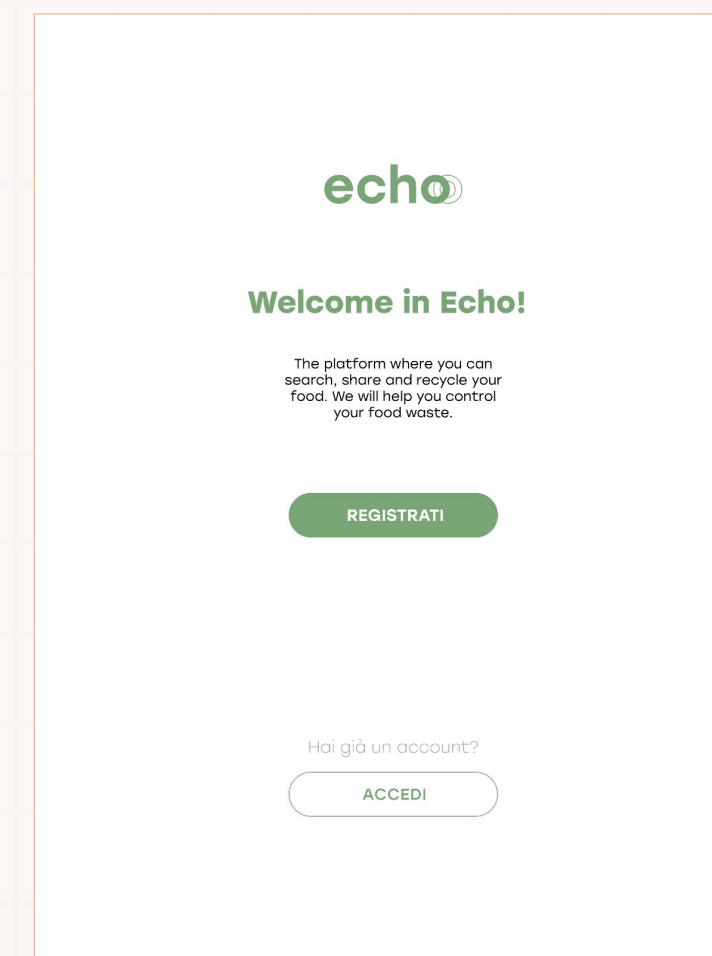 echo
Welcome in Echo!
The platform where you can
search, share and recycle your
food. We will help you control
your food waste.
REGISTRATI
Hai già un account?
ACCEDI